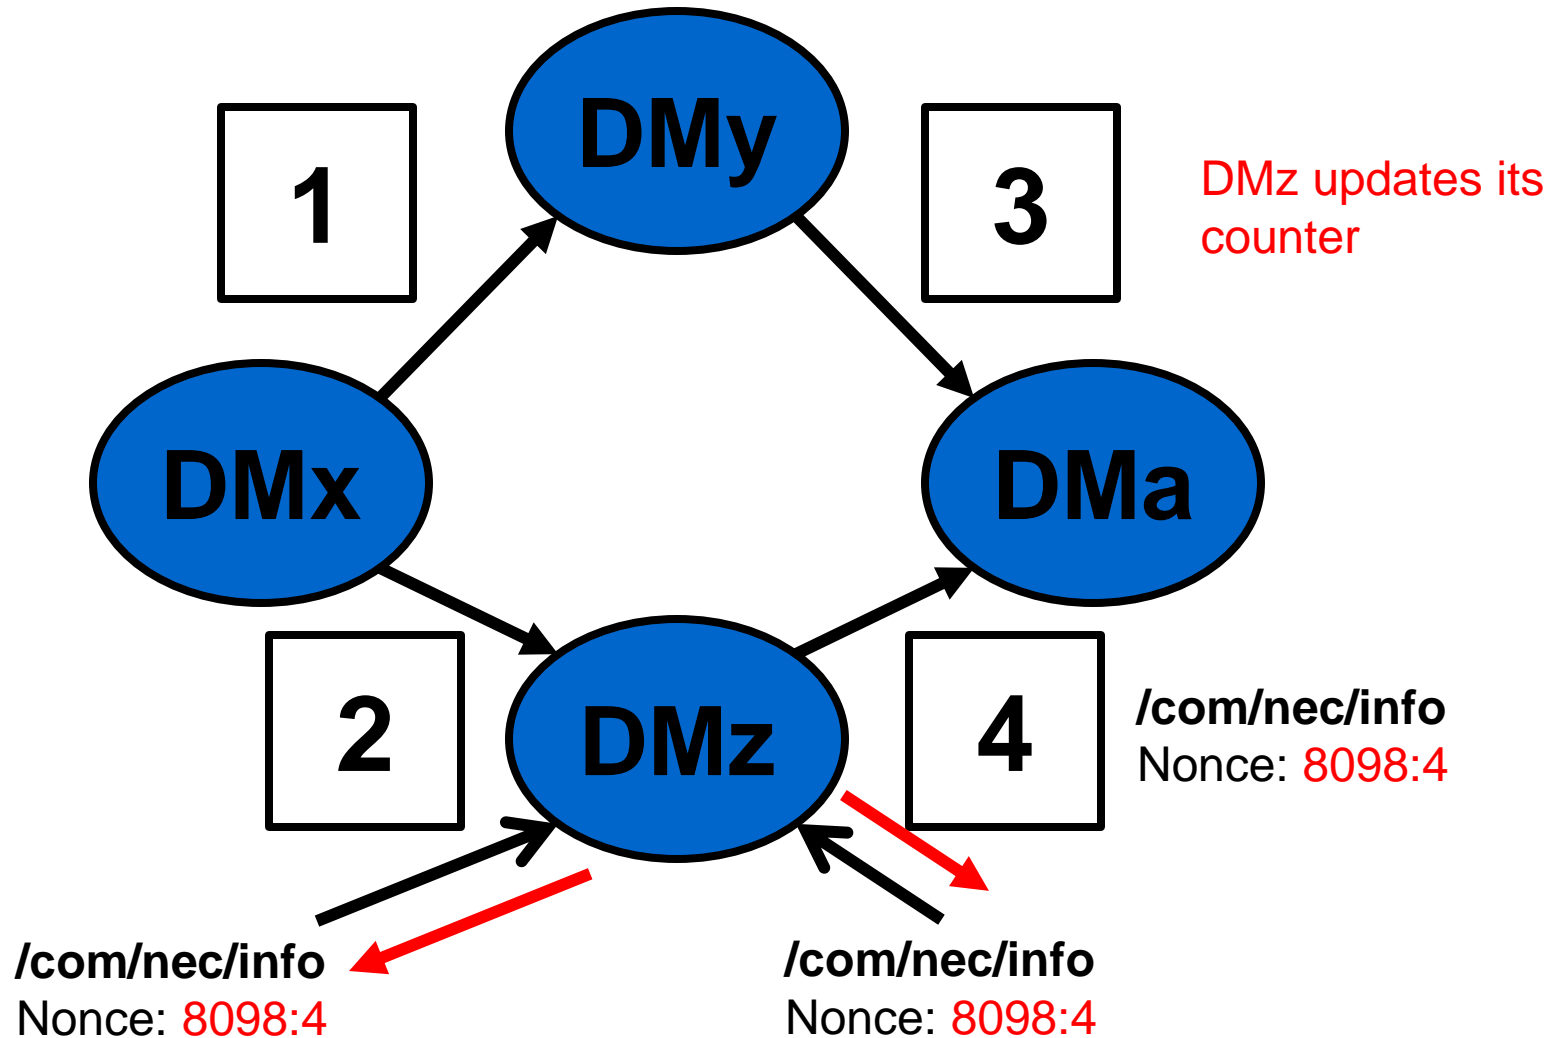 DMy
1
3
DMz updates its
counter
DMx
DMa
2
DMz
4
/com/nec/info
Nonce: 8098:4
/com/nec/info
Nonce: 8098:4
/com/nec/info
Nonce: 8098:4